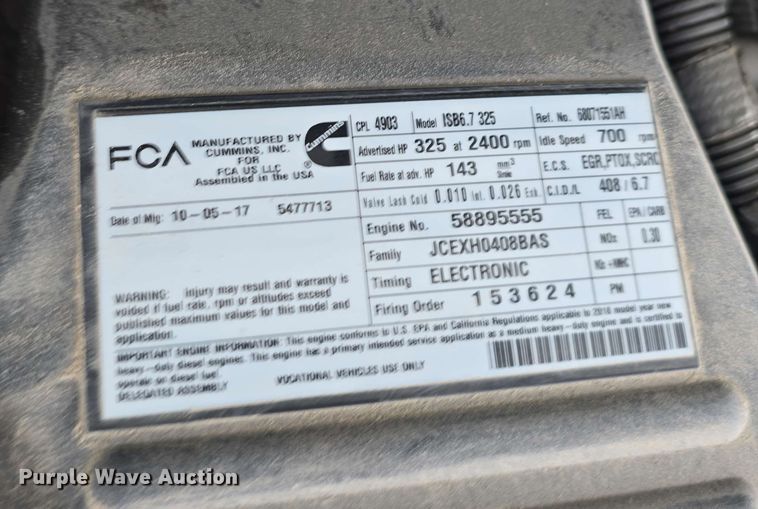 FCA
MANUFACTURED BY
CUMMINS, INC.
FOR
FCA US LLC
Assembled in the USA
Cummins
®
CPL 4903 Model ISB6.7 325 Ref. No. 68071551AH
Advertised HP 325 at 2400 rpm Idle Speed 700 rpm
Fuel Rate at adv. HP 143 mm³ E.C.S. EGR,PTOX,SCRC
Valve Lash Cold 0.010 Int. 0.026 Exh. C.I.D./L 408 / 6.7
Date of Mfg: 10-05-17 5477713
Engine No. 58895555 FEL EPA / CARB
Family JCEXH0408BAS NOx 0.30
Timing ELECTRONIC
Firing Order 1 5 3 6 2 4 PM
WARNING: injury may result and warranty is
voided if fuel rate, rpm or altitudes exceed
published maximum values for this model and
application.
IMPORTANT ENGINE INFORMATION: This engine conforms to U.S. EPA and California Regulations applicable to 2018 model year new
heavy-duty diesel engines. This engine has a primary intended service application as a medium heavy-duty engine and is certified to
operate on diesel fuel.
DELEGATED ASSEMBLY VOCATIONAL VEHICLES USE ONLY
Purple Wave Auction